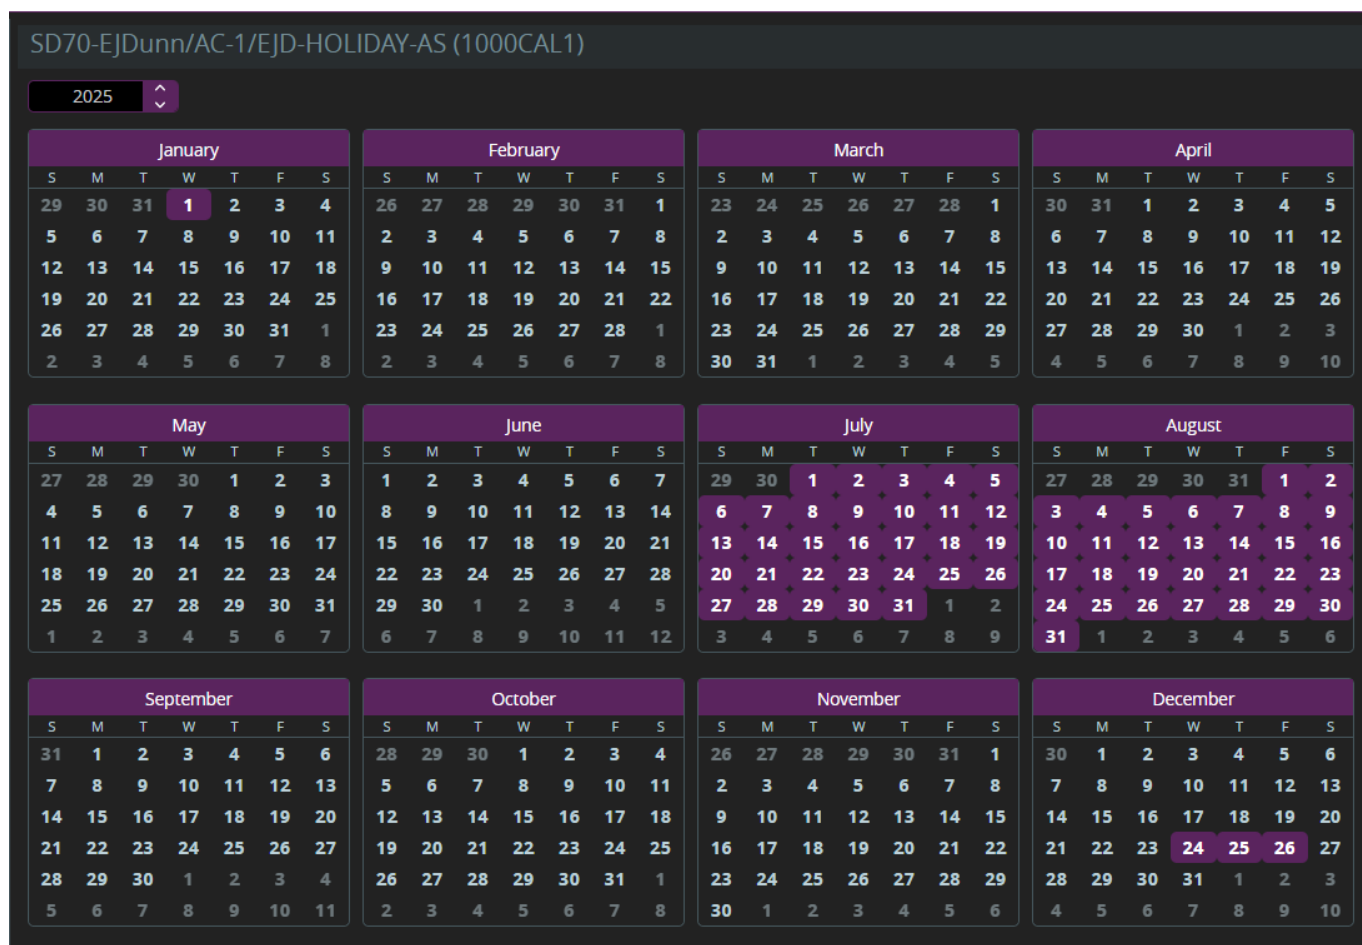 SD70-EJDunn/AC-1/EJD-HOLIDAY-AS (1000CAL1)
2025
January February March April
S M T W T F S S M T W T F S S M T W T F S S M T W T F S
29 30 31 1 2 3 4 26 27 28 29 30 31 1 23 24 25 26 27 28 1 30 31 1 2 3 4 5
5 6 7 8 9 10 11 2 3 4 5 6 7 8 2 3 4 5 6 7 8 6 7 8 9 10 11 12
12 13 14 15 16 17 18 9 10 11 12 13 14 15 9 10 11 12 13 14 15 13 14 15 16 17 18 19
19 20 21 22 23 24 25 16 17 18 19 20 21 22 16 17 18 19 20 21 22 20 21 22 23 24 25 26
26 27 28 29 30 31 1 23 24 25 26 27 28 1 23 24 25 26 27 28 29 27 28 29 30 1 2 3
2 3 4 5 6 7 8 2 3 4 5 6 7 8 30 31 1 2 3 4 5 4 5 6 7 8 9 10
May June July August
S M T W T F S S M T W T F S S M T W T F S S M T W T F S
27 28 29 30 1 2 3 1 2 3 4 5 6 7 29 30 1 2 3 4 5 27 28 29 30 31 1 2
4 5 6 7 8 9 10 8 9 10 11 12 13 14 6 7 8 9 10 11 12 3 4 5 6 7 8 9
11 12 13 14 15 16 17 15 16 17 18 19 20 21 13 14 15 16 17 18 19 10 11 12 13 14 15 16
18 19 20 21 22 23 24 22 23 24 25 26 27 28 20 21 22 23 24 25 26 17 18 19 20 21 22 23
25 26 27 28 29 30 31 29 30 1 2 3 4 5 27 28 29 30 31 1 2 24 25 26 27 28 29 30
1 2 3 4 5 6 7 6 7 8 9 10 11 12 3 4 5 6 7 8 9 31 1 2 3 4 5 6
September October November December
S M T W T F S S M T W T F S S M T W T F S S M T W T F S
31 1 2 3 4 5 6 28 29 30 1 2 3 4 26 27 28 29 30 31 1 30 1 2 3 4 5 6
7 8 9 10 11 12 13 5 6 7 8 9 10 11 2 3 4 5 6 7 8 7 8 9 10 11 12 13
14 15 16 17 18 19 20 12 13 14 15 16 17 18 9 10 11 12 13 14 15 14 15 16 17 18 19 20
21 22 23 24 25 26 27 19 20 21 22 23 24 25 16 17 18 19 20 21 22 21 22 23 24 25 26 27
28 29 30 1 2 3 4 26 27 28 29 30 31 1 23 24 25 26 27 28 29 28 29 30 31 1 2 3
5 6 7 8 9 10 11 2 3 4 5 6 7 8 30 1 2 3 4 5 6 4 5 6 7 8 9 10